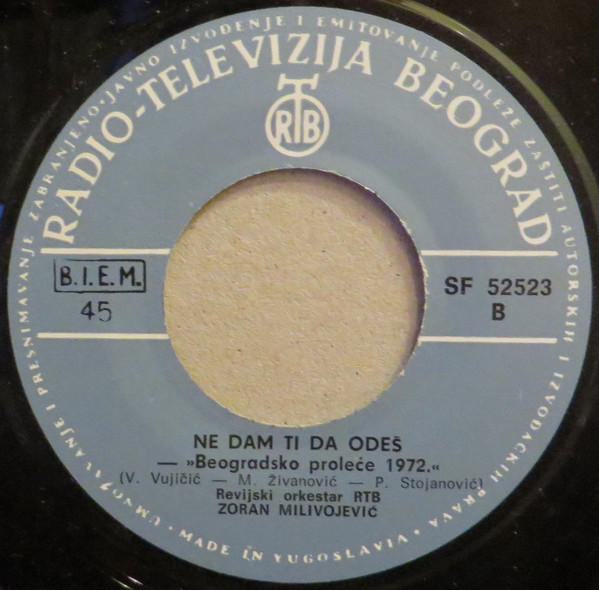 UMNOŽAVANJE I PRESNIMAVANJE ZABRANJENO · JAVNO IZVOĐENJE I EMITOVANJE PODLEŽE ZAŠTITI AUTORSKIH I IZVOĐAČKIH PRAVA · MADE IN YUGOSLAVIA ·
RADIO-TELEVIZIJA BEOGRAD
RTB
B.I.E.M.
45
SF 52523
B
NE DAM TI DA ODEŠ
— »Beogradsko proleće 1972.«
(V. Vujičić — M. Živanović — P. Stojanović)
Revijski orkestar RTB
ZORAN MILIVOJEVIĆ